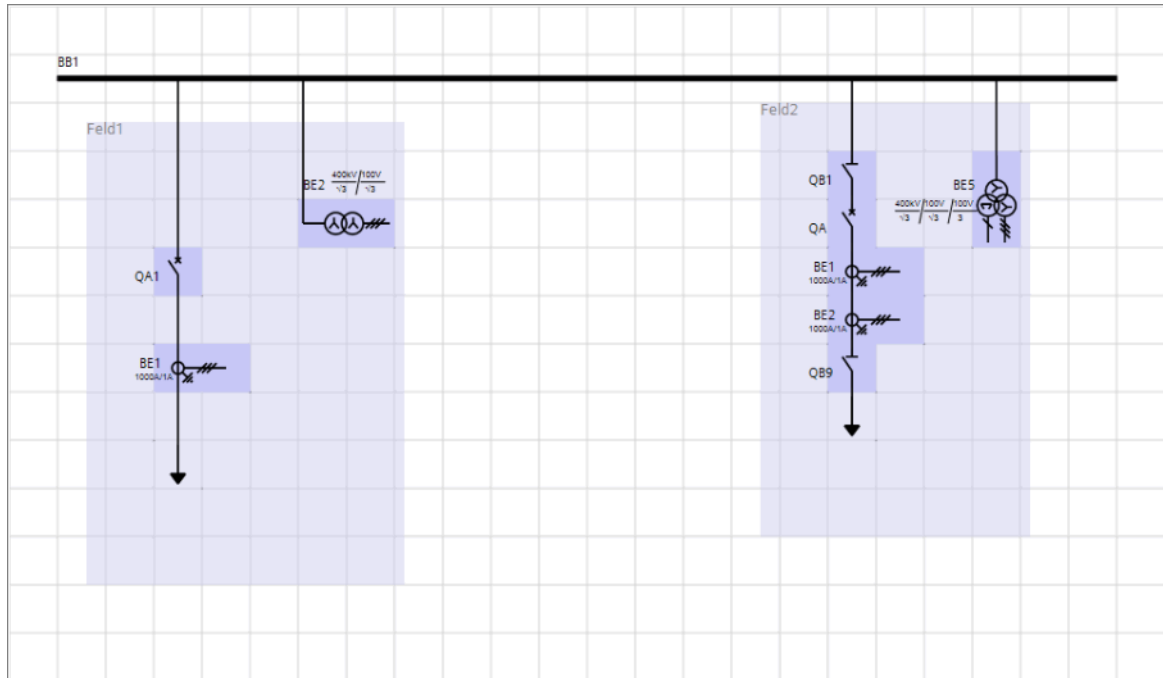 BB1
Feld1
BE2 400kV/√3 / 100V/√3
QA1
BE1
1000A/1A
Feld2
QB1
BE5
400kV/√3 / 100V/√3 / 100V/3
QA
BE1
1000A/1A
BE2
1000A/1A
QB9